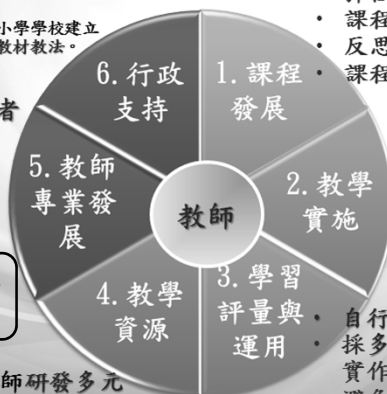 小學學校建立
教材教法。
者
6.行政
支持
1.課程
發展
· 課程
· 反思
· 課程
5.教師
專業發
展
教師
2.教學
實施
4.教學
資源
3.學習
評量與
運用
· 自行
· 採多
實作
師研發多元